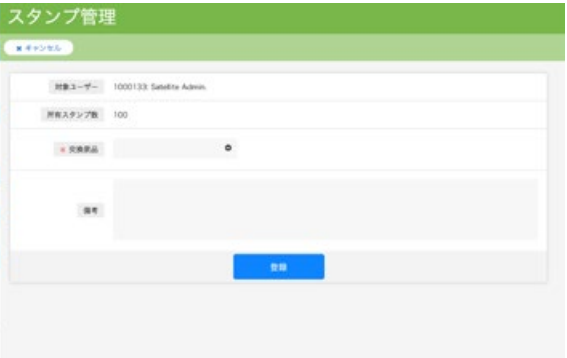 スタンプ管理
✖ キャンセル
対象ユーザー 1000133: Satellite Admin.
所有スタンプ数 100
※ 交換景品
備考
登録